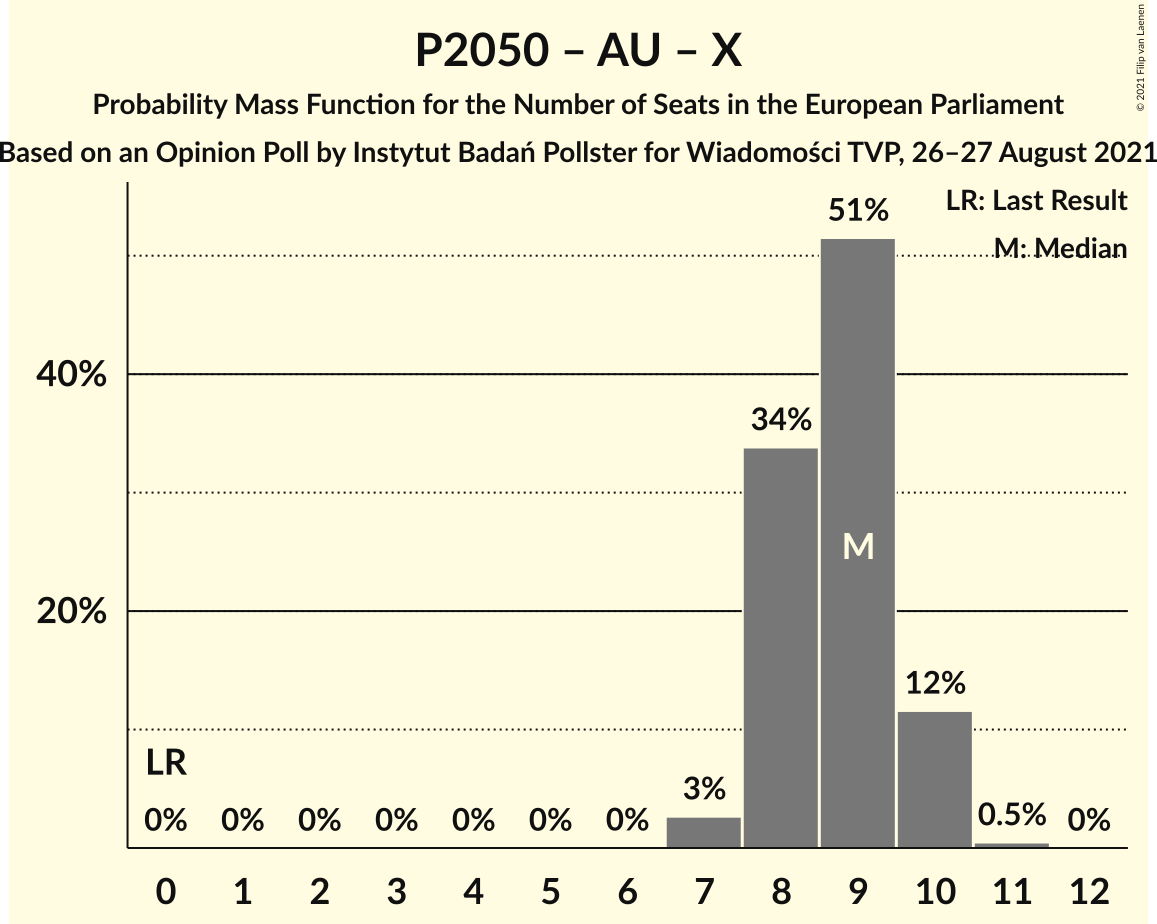 P2050 – AU – X
Probability Mass Function for the Number of Seats in the European Parliament
Based on an Opinion Poll by Instytut Badań Pollster for Wiadomości TVP, 26–27 August 2021
© 2021 Filip van Laenen
LR: Last Result
M: Median
51%
40%
34%
M
20%
12%
LR
3%
0% 0% 0% 0% 0% 0% 0% 0.5% 0%
0 1 2 3 4 5 6 7 8 9 10 11 12